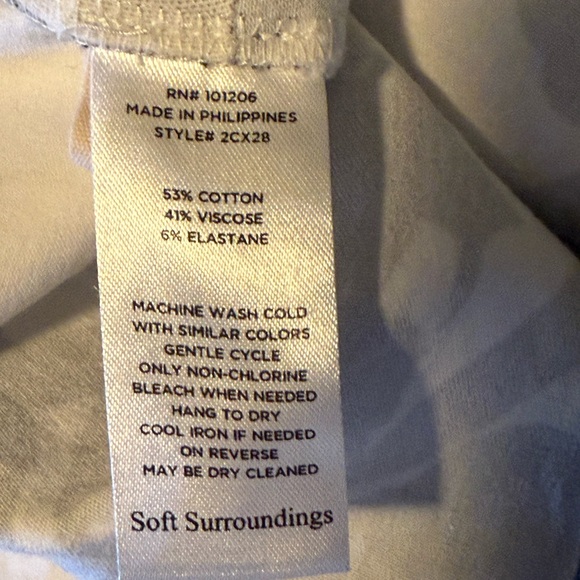 RN# 101206
MADE IN PHILIPPINES
STYLE# 2CX28
53% COTTON
41% VISCOSE
6% ELASTANE
MACHINE WASH COLD
WITH SIMILAR COLORS
GENTLE CYCLE
ONLY NON-CHLORINE
BLEACH WHEN NEEDED
HANG TO DRY
COOL IRON IF NEEDED
ON REVERSE
MAY BE DRY CLEANED
Soft Surroundings